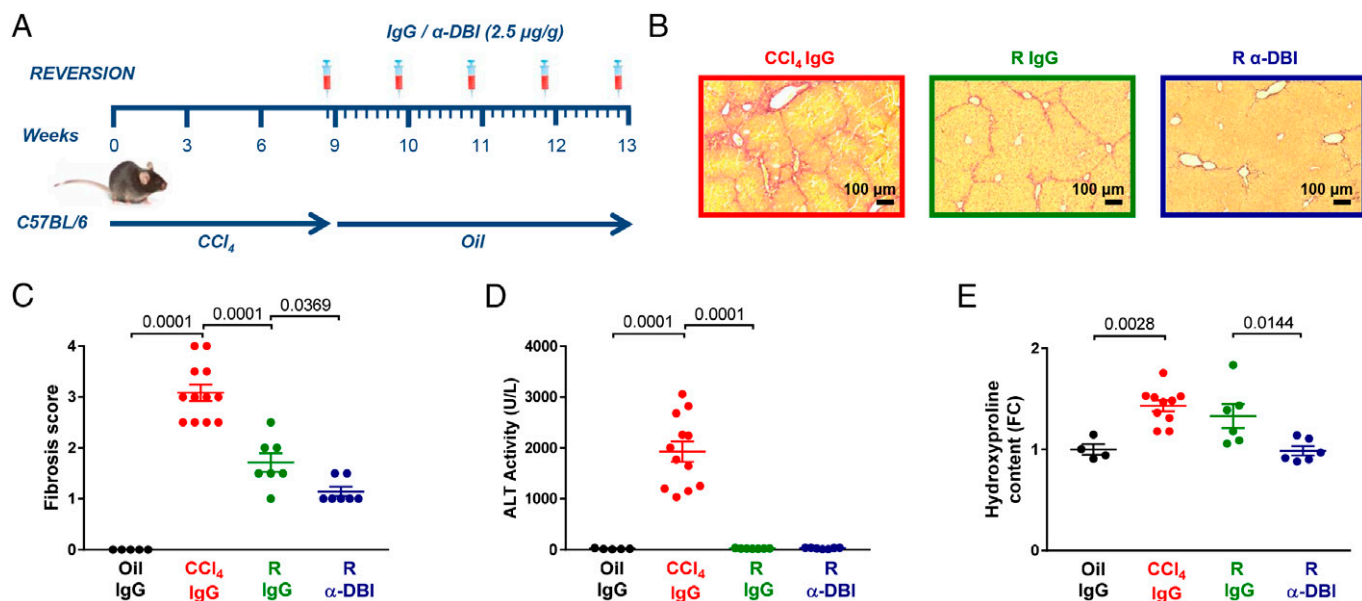 A
IgG / α-DBI (2.5 µg/g)
REVERSION
Weeks
0 3 6 9 10 11 12 13
C57BL/6
CCl₄
Oil
B
CCl₄ IgG
R IgG
R α-DBI
100 µm
100 µm
100 µm
C
0.0001
0.0001
0.0369
Fibrosis score
4
3
2
1
0
Oil
IgG
CCl₄
IgG
R
IgG
R
α-DBI
D
0.0001
0.0001
ALT Activity (U/L)
4000
3000
2000
1000
0
Oil
IgG
CCl₄
IgG
R
IgG
R
α-DBI
E
0.0028
0.0144
Hydroxyproline
content (FC)
2
1
0
Oil
IgG
CCl₄
IgG
R
IgG
R
α-DBI